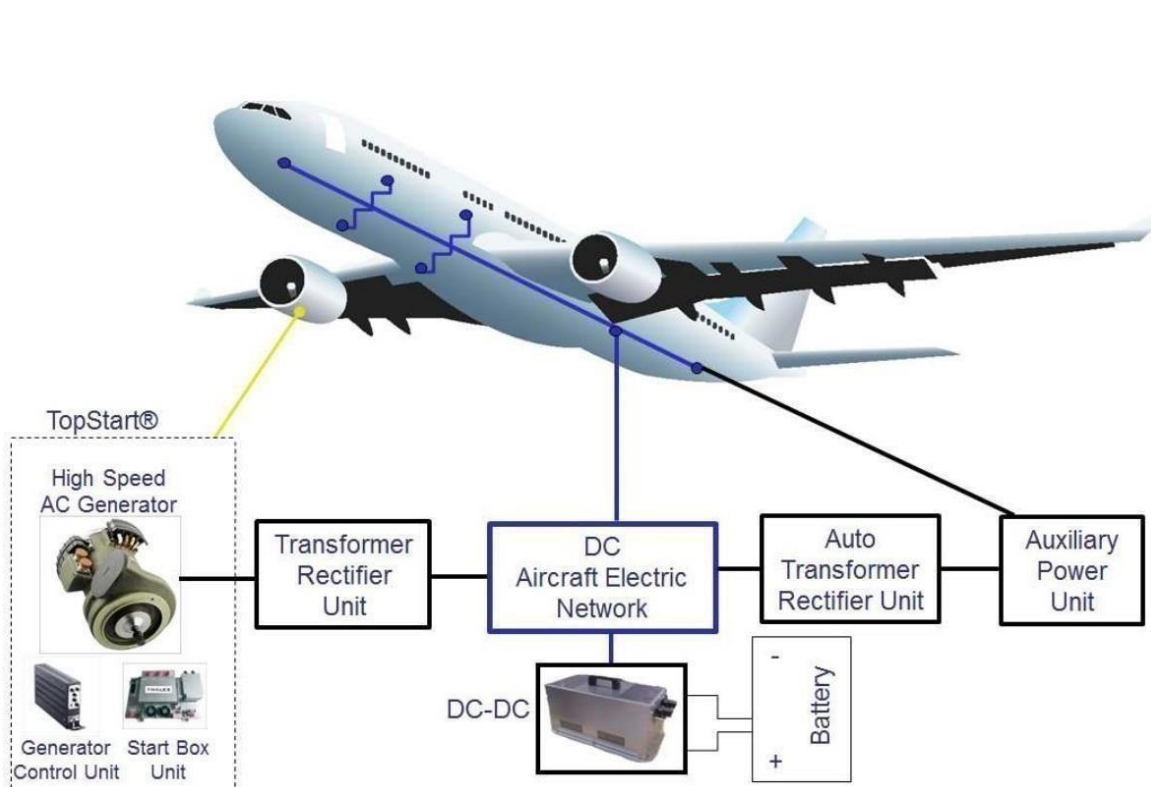 TopStart®
High Speed
AC Generator
Generator
Control Unit
THALES
Start Box
Unit
Transformer
Rectifier
Unit
DC
Aircraft Electric
Network
Auto
Transformer
Rectifier Unit
Auxiliary
Power
Unit
DC-DC
-
Battery
+